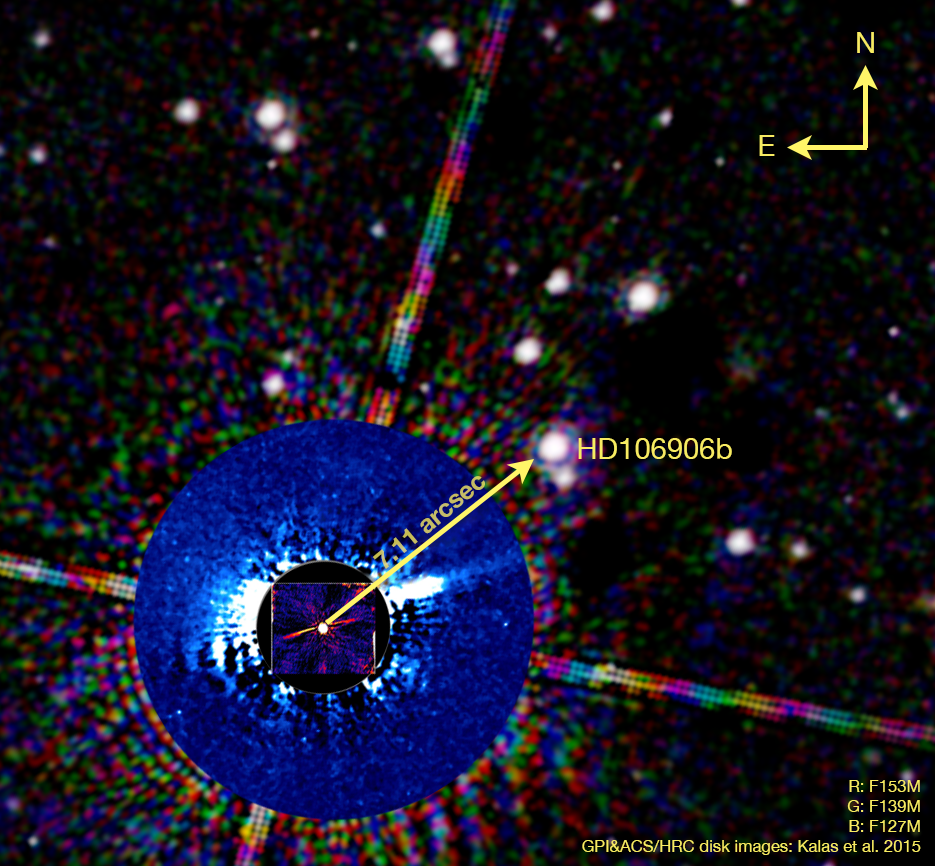 N
E
HD106906b
7.11 arcsec
R: F153M
G: F139M
B: F127M
GPI&ACS/HRC disk images: Kalas et al. 2015